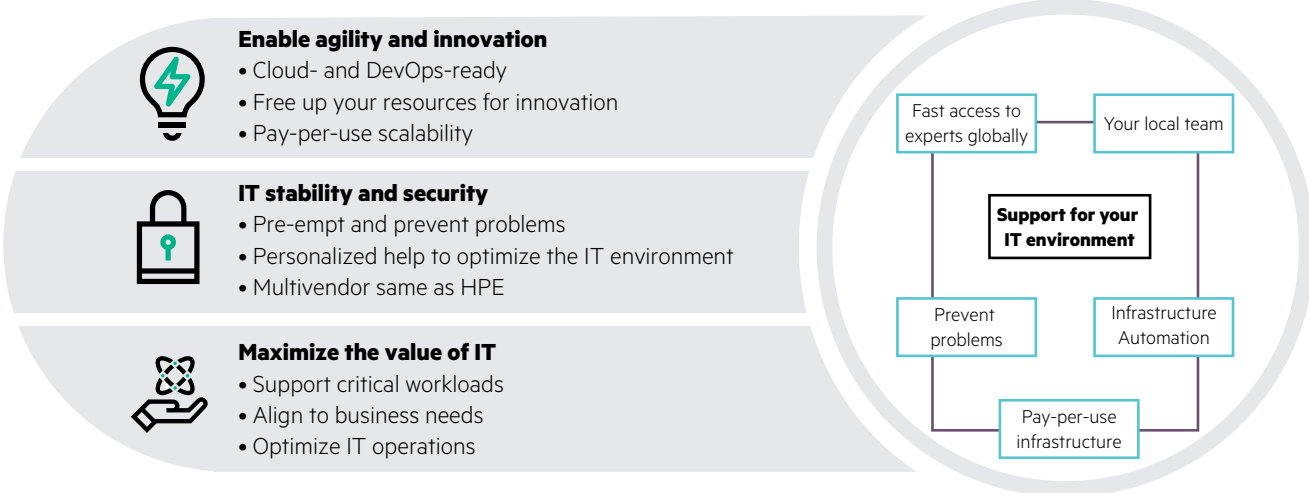 Enable agility and innovation
• Cloud- and DevOps-ready
• Free up your resources for innovation
• Pay-per-use scalability
IT stability and security
• Pre-empt and prevent problems
• Personalized help to optimize the IT environment
• Multivendor same as HPE
Maximize the value of IT
• Support critical workloads
• Align to business needs
• Optimize IT operations
Fast access to
experts globally
Your local team
Support for your
IT environment
Prevent
problems
Infrastructure
Automation
Pay-per-use
infrastructure